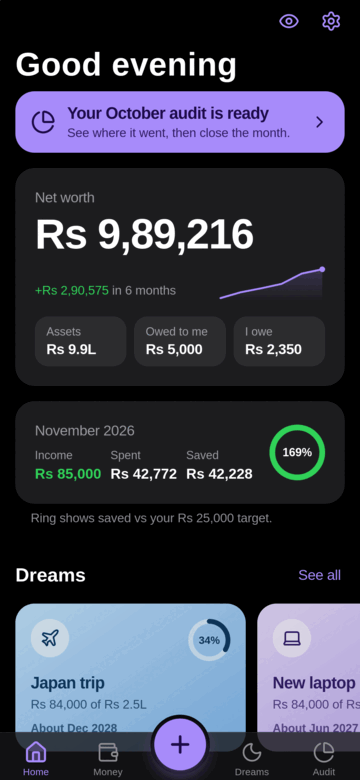 Good evening
Your October audit is ready
See where it went, then close the month.
Net worth
Rs 9,89,216
+Rs 2,90,575 in 6 months
Assets
Rs 9.9L
Owed to me
Rs 5,000
I owe
Rs 2,350
November 2026
Income
Rs 85,000
Spent
Rs 42,772
Saved
Rs 42,228
169%
Ring shows saved vs your Rs 25,000 target.
Dreams
See all
34%
Japan trip
Rs 84,000 of Rs 2.5L
About Dec 2028
New laptop
Rs 84,000 of Rs
About Jun 2027
Home
Money
Dreams
Audit